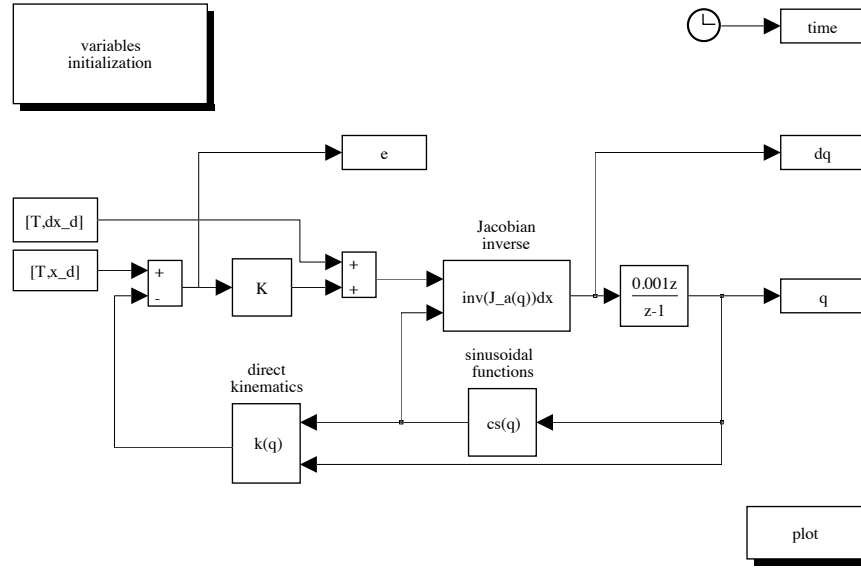 variables
initialization
time
e
dq
[T,dx_d]
[T,x_d]
+
-
K
+
+
Jacobian
inverse
inv(J_a(q))dx
0.001z
z-1
q
direct
kinematics
k(q)
sinusoidal
functions
cs(q)
plot